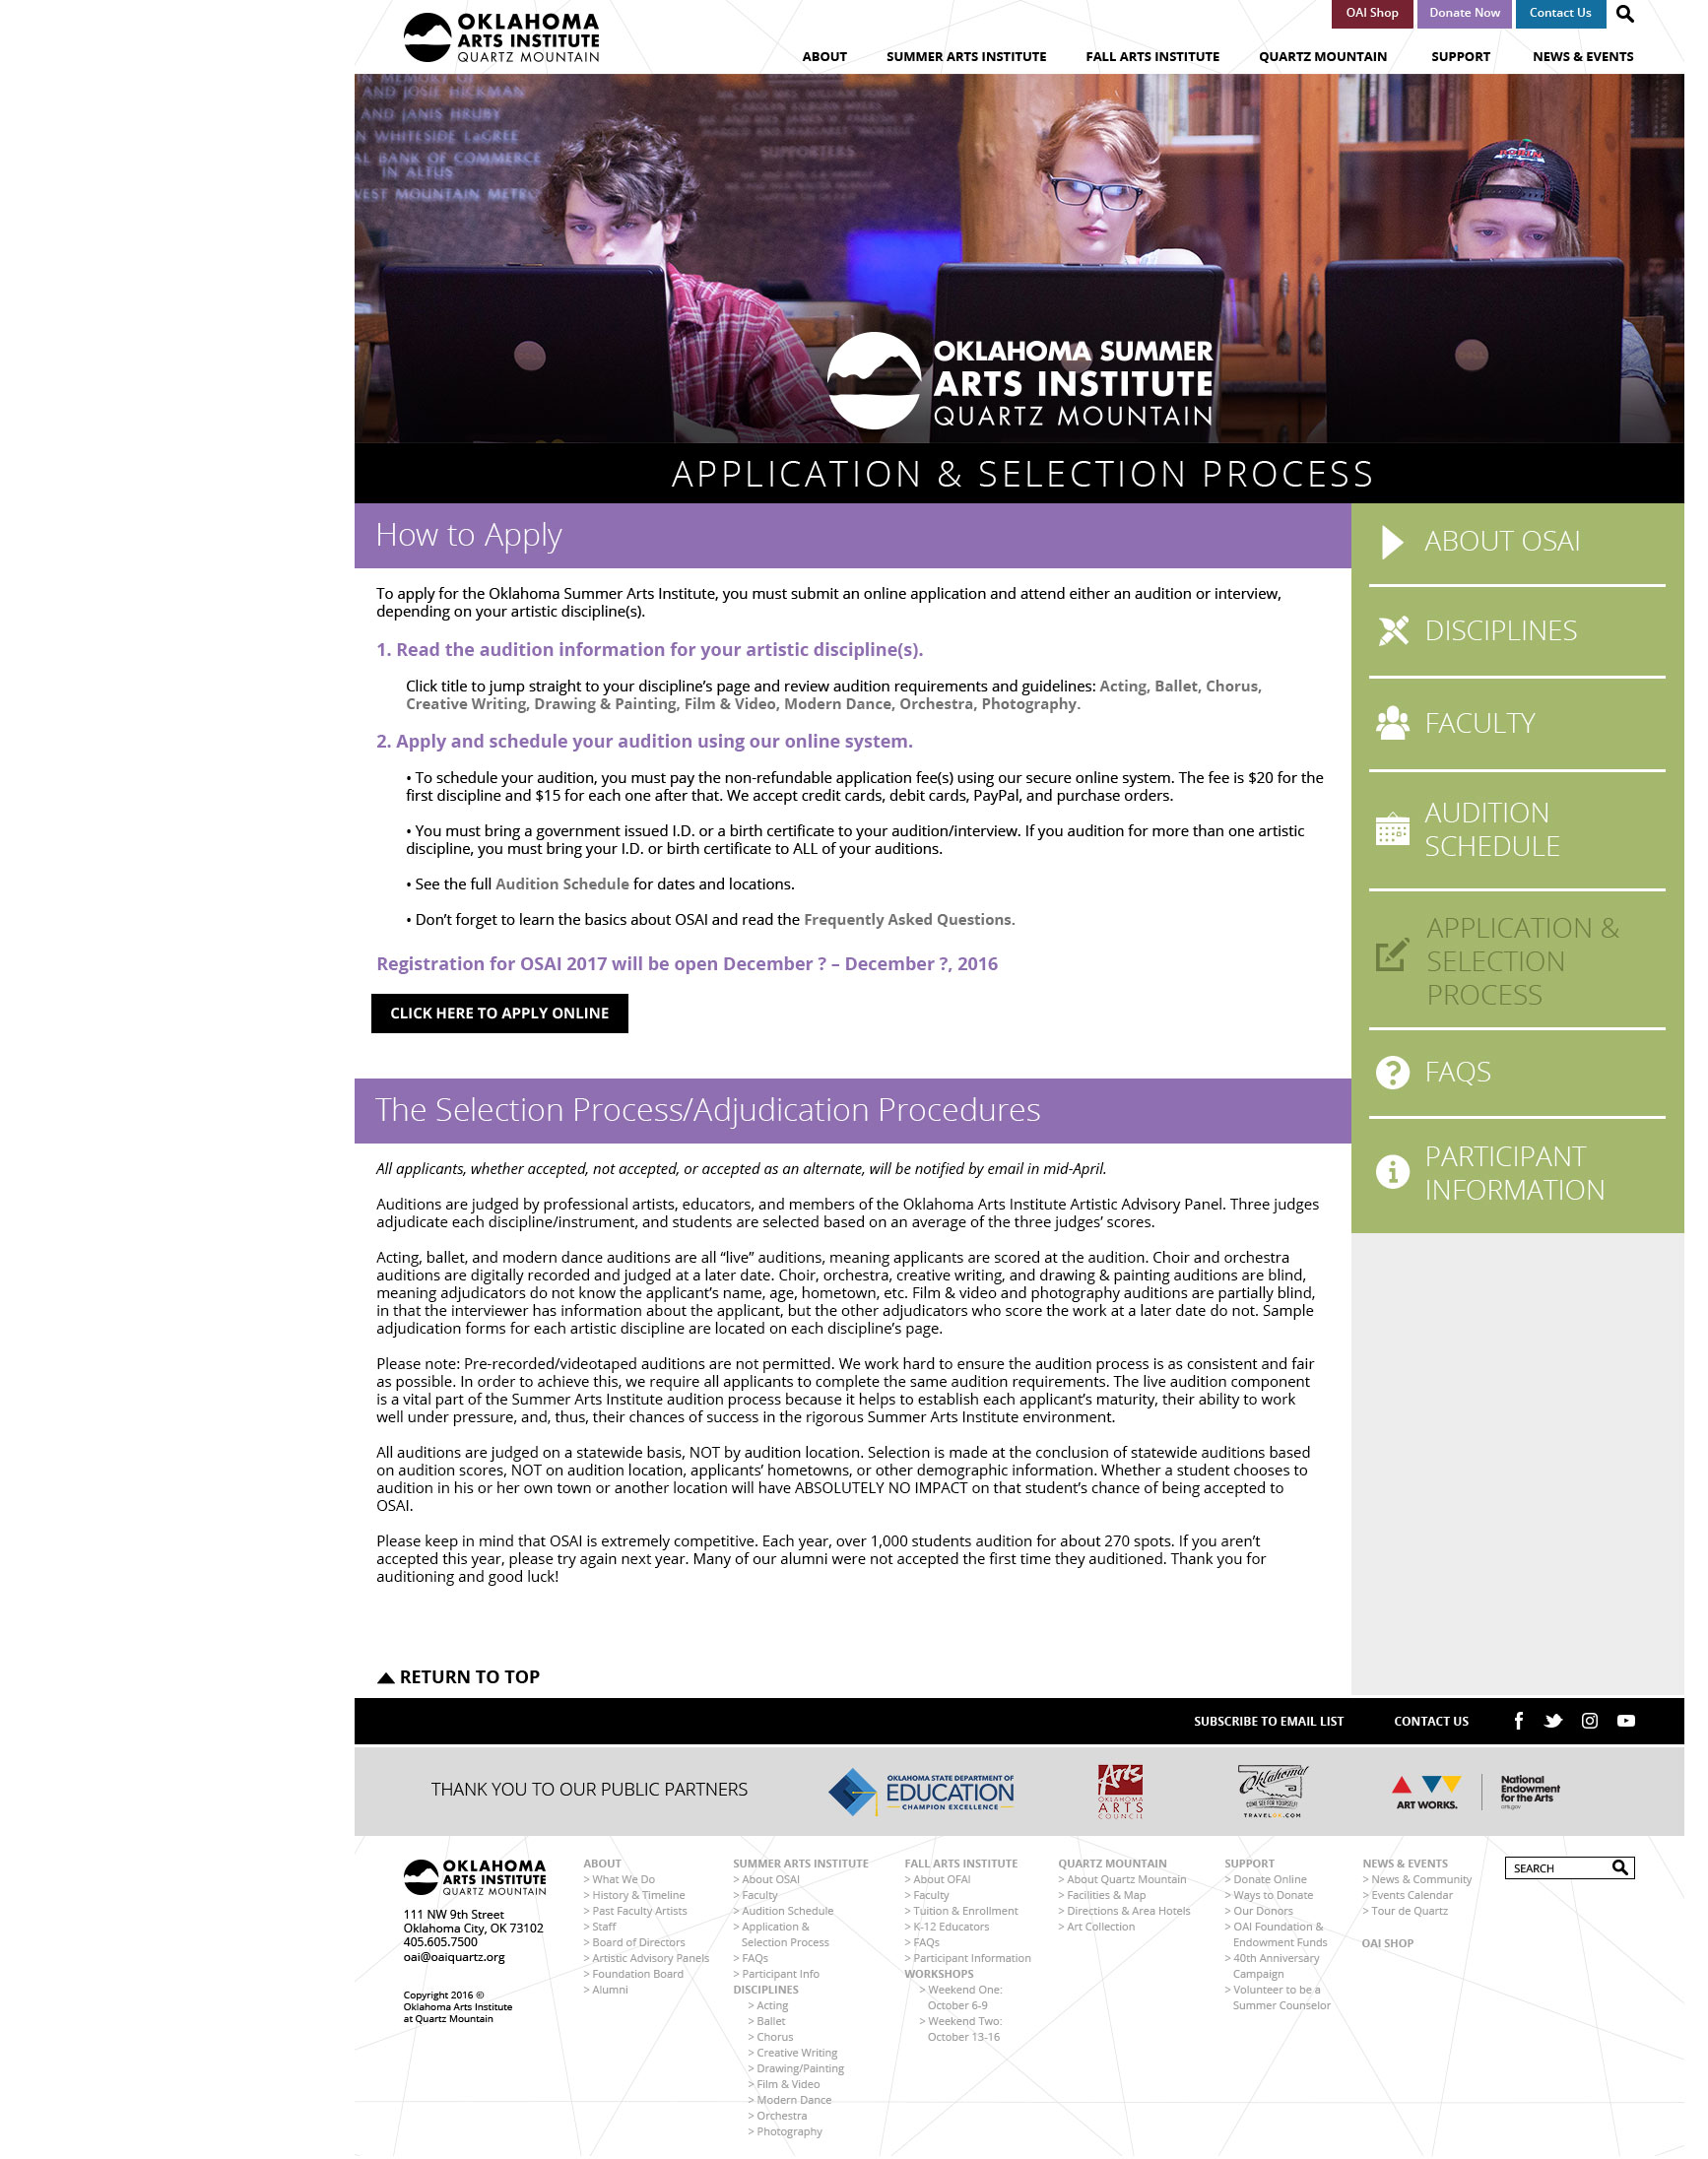 OKLAHOMA
ARTS INSTITUTE
QUARTZ MOUNTAIN
OAI Shop
Donate Now
Contact Us
ABOUT
SUMMER ARTS INSTITUTE
FALL ARTS INSTITUTE
QUARTZ MOUNTAIN
SUPPORT
NEWS & EVENTS
IN MEMORY OF
AND JOSIE HICKMAN
AND JANIS HRUBY
WHITESIDE LaGREE
BANK OF COMMERCE
IN ALTUS
WEST MOUNTAIN METRO
SUPPORTERS
OKLAHOMA SUMMER
ARTS INSTITUTE
QUARTZ MOUNTAIN
APPLICATION & SELECTION PROCESS
How to Apply
To apply for the Oklahoma Summer Arts Institute, you must submit an online application and attend either an audition or interview,
depending on your artistic discipline(s).
1. Read the audition information for your artistic discipline(s).
Click title to jump straight to your discipline’s page and review audition requirements and guidelines: Acting, Ballet, Chorus,
Creative Writing, Drawing & Painting, Film & Video, Modern Dance, Orchestra, Photography.
2. Apply and schedule your audition using our online system.
• To schedule your audition, you must pay the non-refundable application fee(s) using our secure online system. The fee is $20 for the
first discipline and $15 for each one after that. We accept credit cards, debit cards, PayPal, and purchase orders.
• You must bring a government issued I.D. or a birth certificate to your audition/interview. If you audition for more than one artistic
discipline, you must bring your I.D. or birth certificate to ALL of your auditions.
• See the full Audition Schedule for dates and locations.
• Don’t forget to learn the basics about OSAI and read the Frequently Asked Questions.
Registration for OSAI 2017 will be open December ? – December ?, 2016
CLICK HERE TO APPLY ONLINE
The Selection Process/Adjudication Procedures
All applicants, whether accepted, not accepted, or accepted as an alternate, will be notified by email in mid-April.
Auditions are judged by professional artists, educators, and members of the Oklahoma Arts Institute Artistic Advisory Panel. Three judges
adjudicate each discipline/instrument, and students are selected based on an average of the three judges’ scores.
Acting, ballet, and modern dance auditions are all “live” auditions, meaning applicants are scored at the audition. Choir and orchestra
auditions are digitally recorded and judged at a later date. Choir, orchestra, creative writing, and drawing & painting auditions are blind,
meaning adjudicators do not know the applicant’s name, age, hometown, etc. Film & video and photography auditions are partially blind,
in that the interviewer has information about the applicant, but the other adjudicators who score the work at a later date do not. Sample
adjudication forms for each artistic discipline are located on each discipline’s page.
Please note: Pre-recorded/videotaped auditions are not permitted. We work hard to ensure the audition process is as consistent and fair
as possible. In order to achieve this, we require all applicants to complete the same audition requirements. The live audition component
is a vital part of the Summer Arts Institute audition process because it helps to establish each applicant’s maturity, their ability to work
well under pressure, and, thus, their chances of success in the rigorous Summer Arts Institute environment.
All auditions are judged on a statewide basis, NOT by audition location. Selection is made at the conclusion of statewide auditions based
on audition scores, NOT on audition location, applicants’ hometowns, or other demographic information. Whether a student chooses to
audition in his or her own town or another location will have ABSOLUTELY NO IMPACT on that student’s chance of being accepted to
OSAI.
Please keep in mind that OSAI is extremely competitive. Each year, over 1,000 students audition for about 270 spots. If you aren’t
accepted this year, please try again next year. Many of our alumni were not accepted the first time they auditioned. Thank you for
auditioning and good luck!
RETURN TO TOP
ABOUT OSAI
DISCIPLINES
FACULTY
AUDITION
SCHEDULE
APPLICATION &
SELECTION
PROCESS
FAQS
PARTICIPANT
INFORMATION
SUBSCRIBE TO EMAIL LIST
CONTACT US
THANK YOU TO OUR PUBLIC PARTNERS
OKLAHOMA STATE DEPARTMENT OF
EDUCATION
CHAMPION EXCELLENCE
Arts
OKLAHOMA
ARTS
COUNCIL
Oklahoma!
COME SEE FOR YOURSELF!
TRAVELOK.COM
ART WORKS.
National
Endowment
for the Arts
arts.gov
OKLAHOMA
ARTS INSTITUTE
QUARTZ MOUNTAIN
111 NW 9th Street
Oklahoma City, OK 73102
405.605.7500
oai@oaiquartz.org
Copyright 2016 ©
Oklahoma Arts Institute
at Quartz Mountain
ABOUT
> What We Do
> History & Timeline
> Past Faculty Artists
> Staff
> Board of Directors
> Artistic Advisory Panels
> Foundation Board
> Alumni
SUMMER ARTS INSTITUTE
> About OSAI
> Faculty
> Audition Schedule
> Application &
Selection Process
> FAQs
> Participant Info
DISCIPLINES
> Acting
> Ballet
> Chorus
> Creative Writing
> Drawing/Painting
> Film & Video
> Modern Dance
> Orchestra
> Photography
FALL ARTS INSTITUTE
> About OFAI
> Faculty
> Tuition & Enrollment
> K-12 Educators
> FAQs
> Participant Information
WORKSHOPS
> Weekend One:
October 6-9
> Weekend Two:
October 13-16
QUARTZ MOUNTAIN
> About Quartz Mountain
> Facilities & Map
> Directions & Area Hotels
> Art Collection
SUPPORT
> Donate Online
> Ways to Donate
> Our Donors
> OAI Foundation &
Endowment Funds
> 40th Anniversary
Campaign
> Volunteer to be a
Summer Counselor
NEWS & EVENTS
> News & Community
> Events Calendar
> Tour de Quartz
OAI SHOP
SEARCH